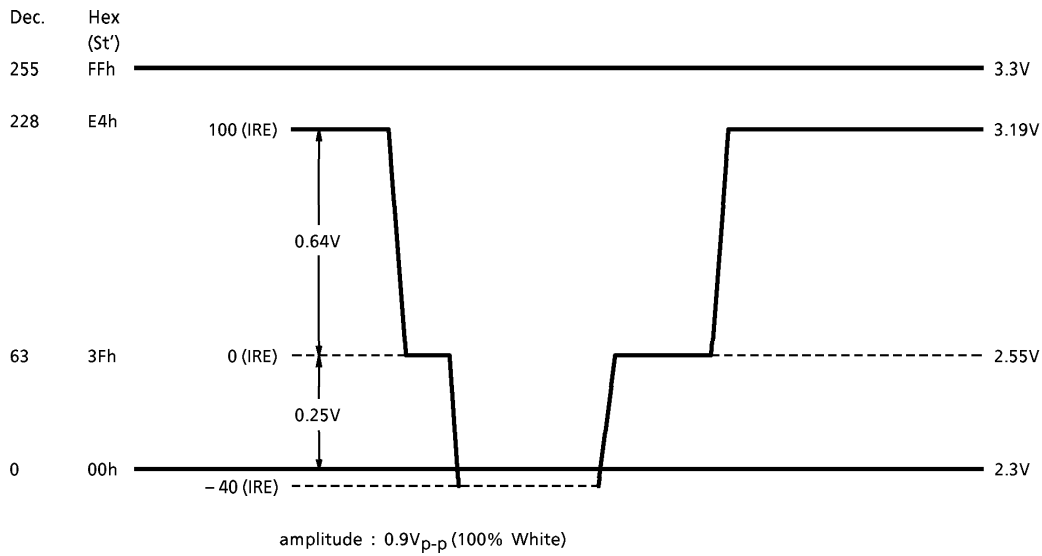 Dec. Hex
(St')
255 FFh 3.3V
228 E4h 100 (IRE) 3.19V
0.64V
63 3Fh 0 (IRE) 2.55V
0.25V
0 00h 2.3V
– 40 (IRE)
amplitude : 0.9Vp-p (100% White)